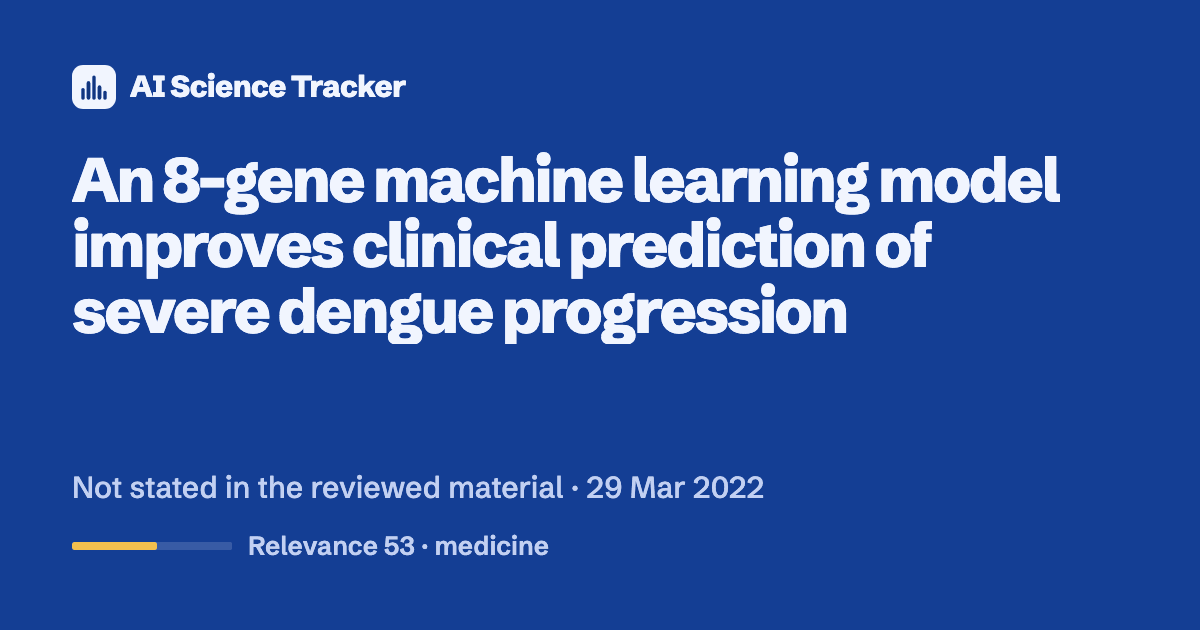 AI Science Tracker
An 8-gene machine learning model
improves clinical prediction of
severe dengue progression
Not stated in the reviewed material · 29 Mar 2022
Relevance 53 · medicine